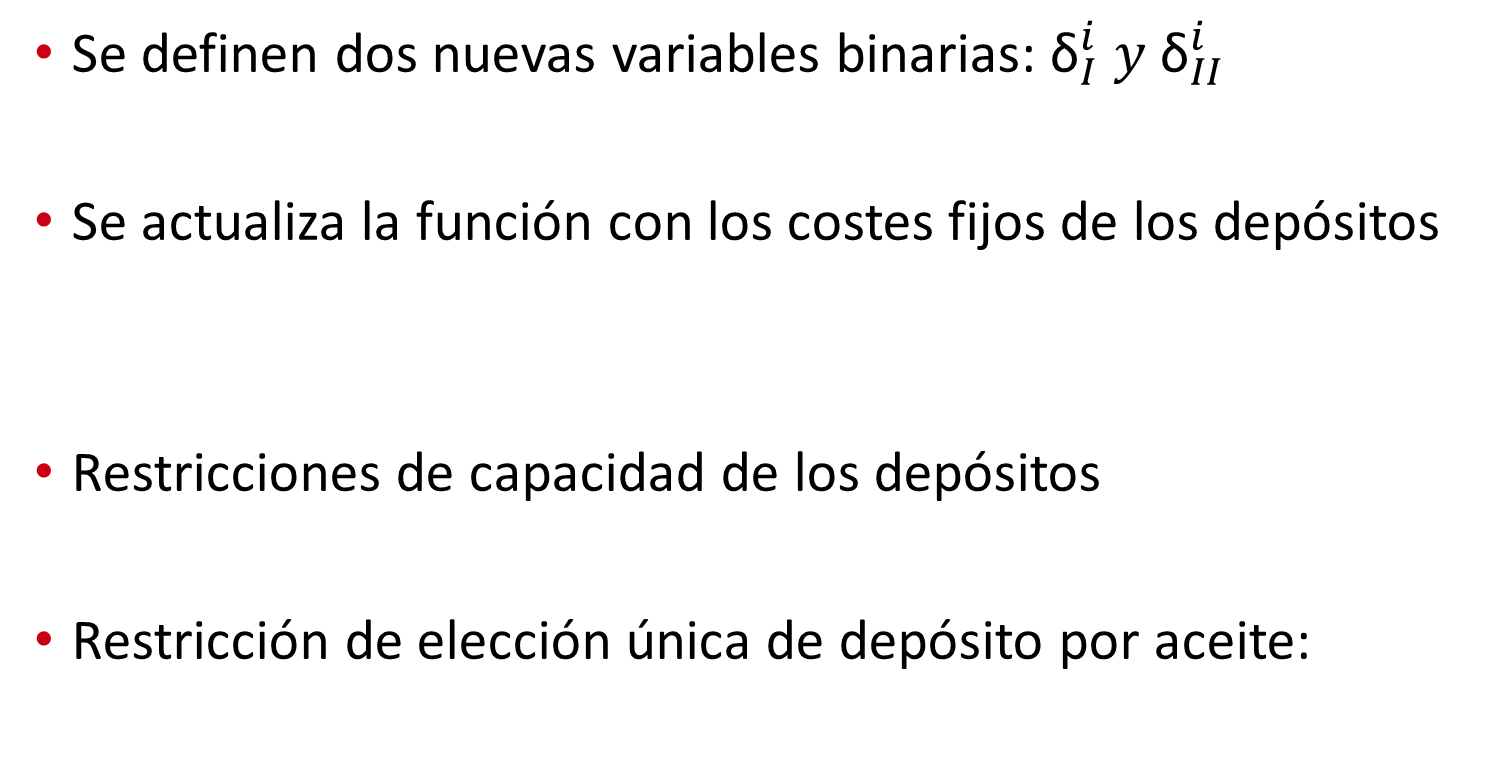 • Se definen dos nuevas variables binarias: δ_I^i y δ_II^i
• Se actualiza la función con los costes fijos de los depósitos
• Restricciones de capacidad de los depósitos
• Restricción de elección única de depósito por aceite: